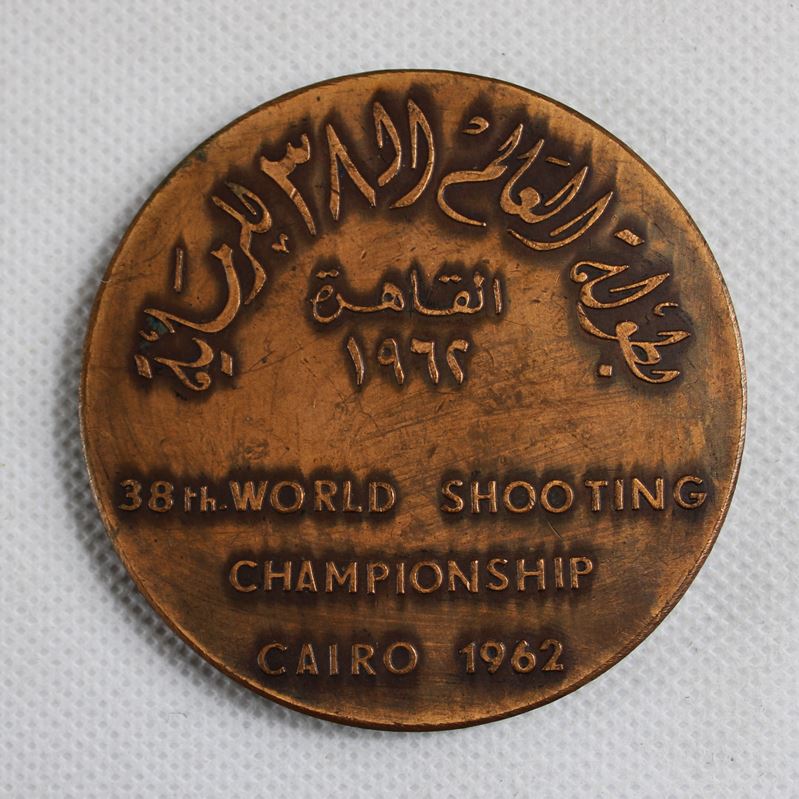 بطولة العالم ال٣٨ للرماية
القاهرة
١٩٦٢
38th. WORLD SHOOTING
CHAMPIONSHIP
CAIRO 1962